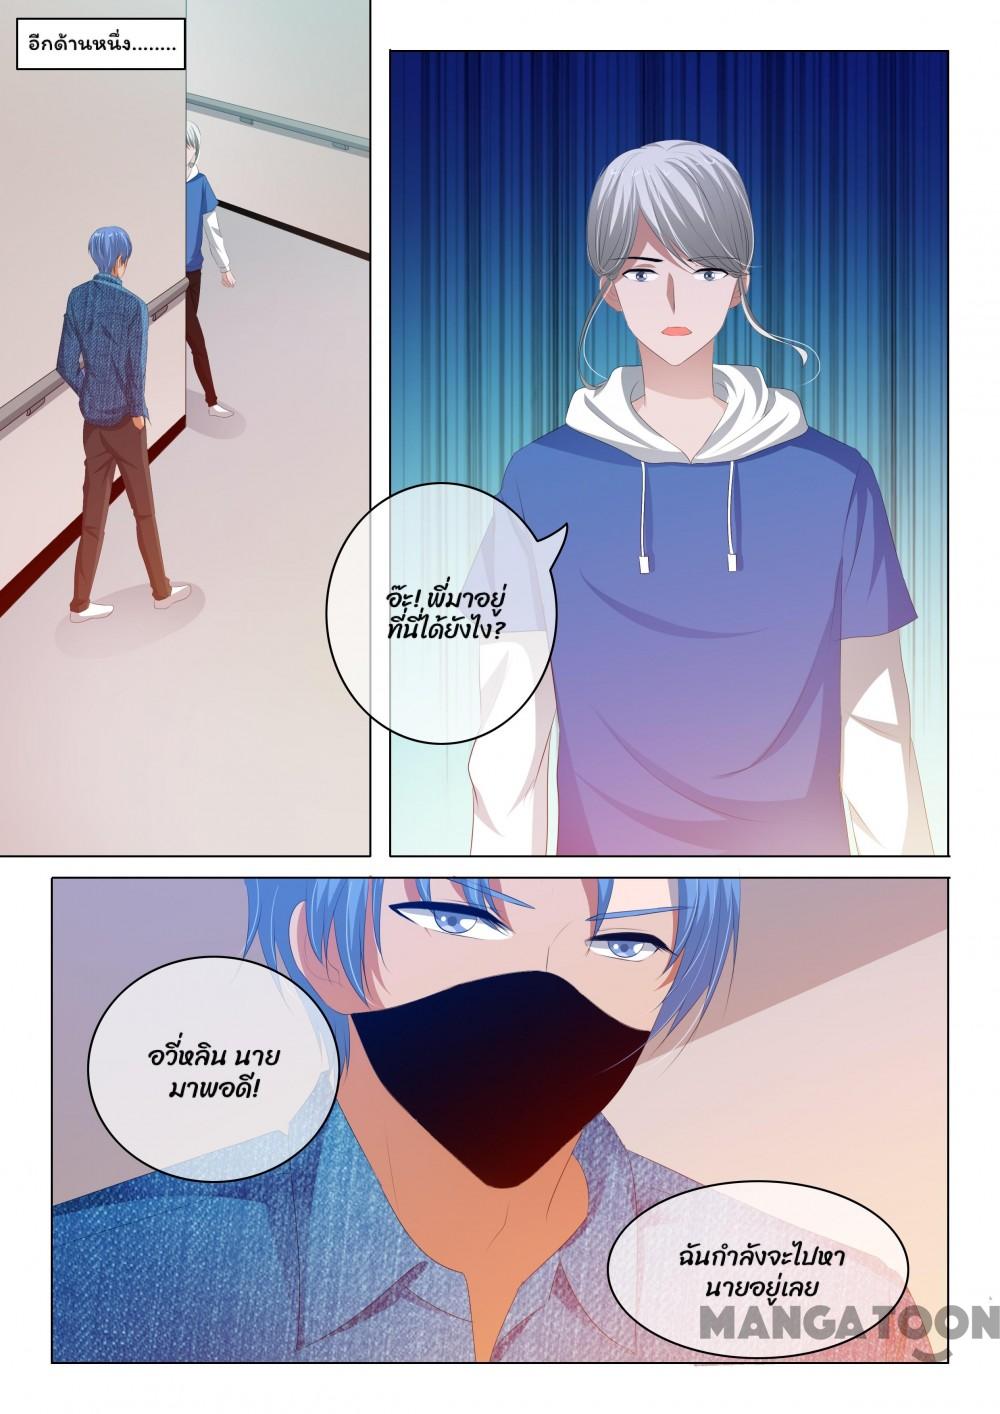 อีกด้านหนึ่ง........
อ๊ะ! พี่มาอยู่
ที่นี่ได้ยังไง?
อวี่หลิน นาย
มาพอดี!
ฉันกำลังจะไปหา
นายอยู่เลย
MANGATOON